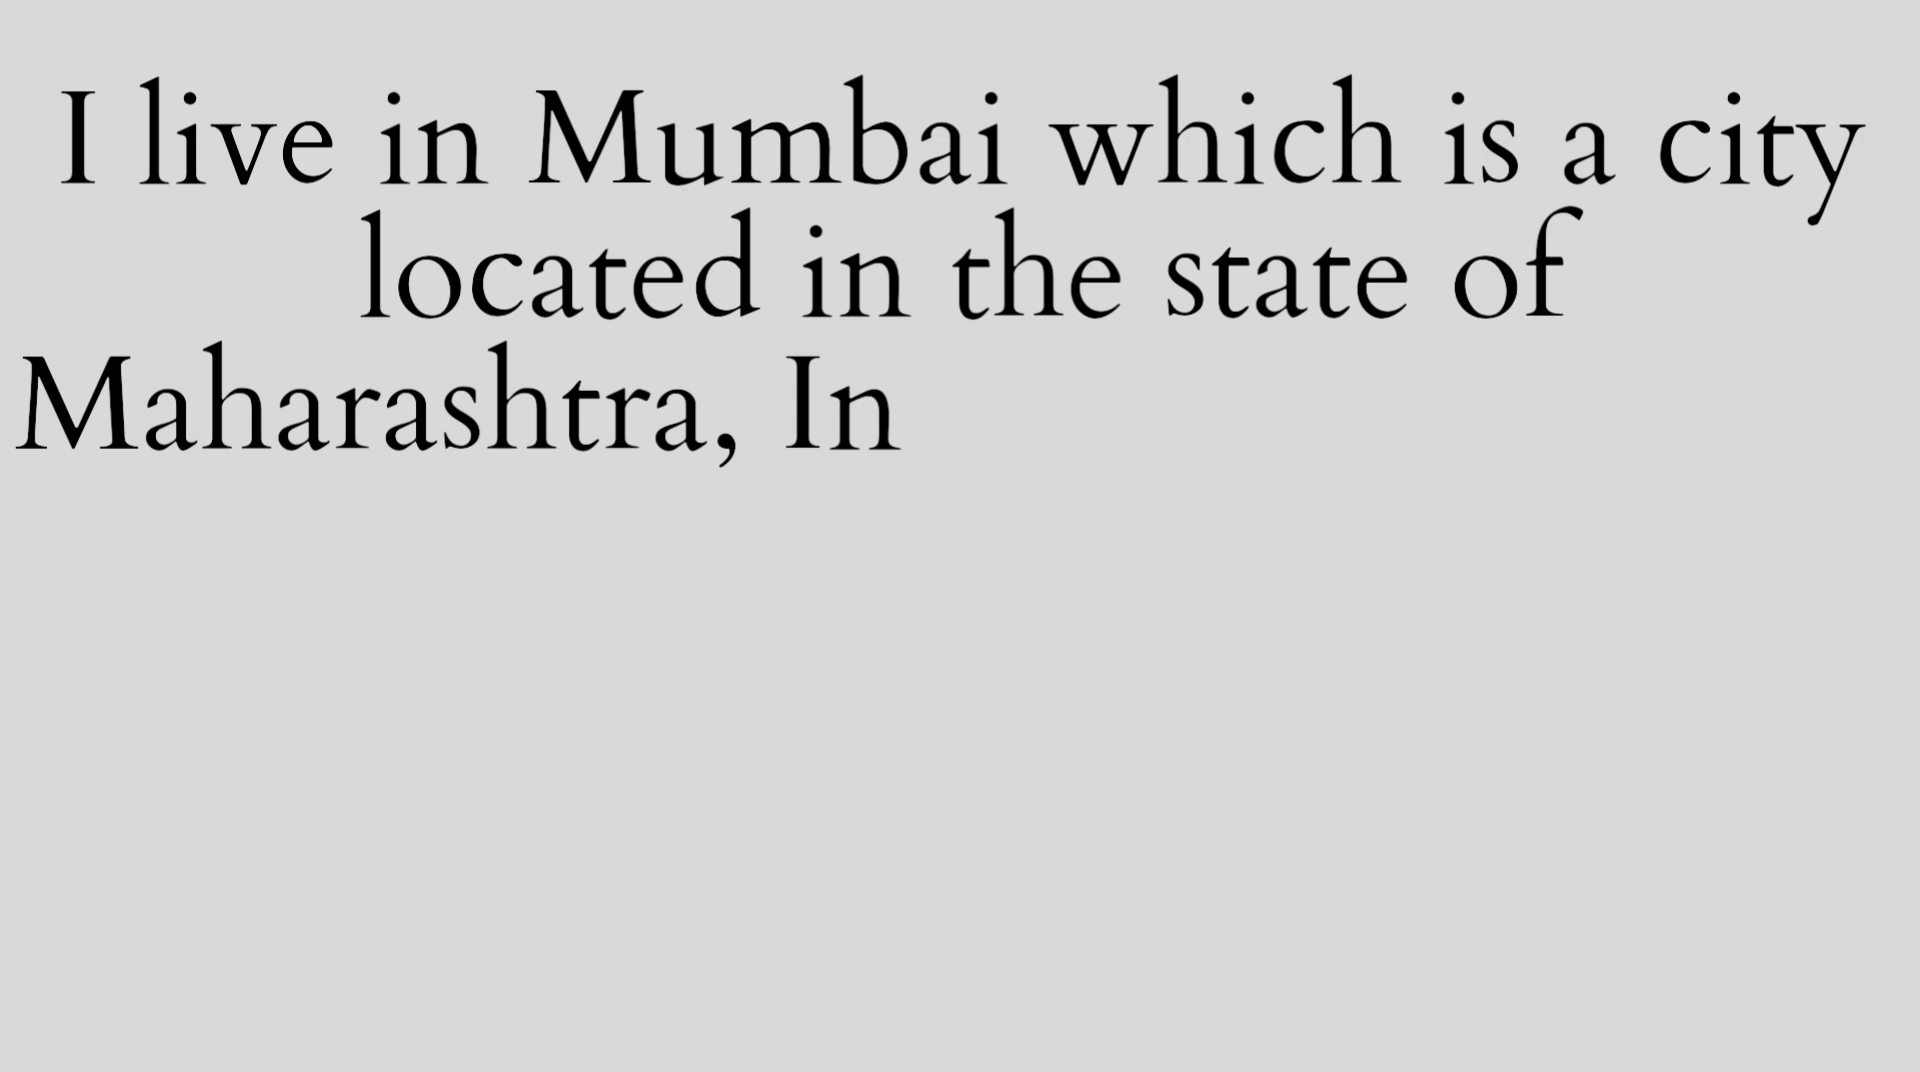 I live in Mumbai which is a city
located in the state of
Maharashtra, In